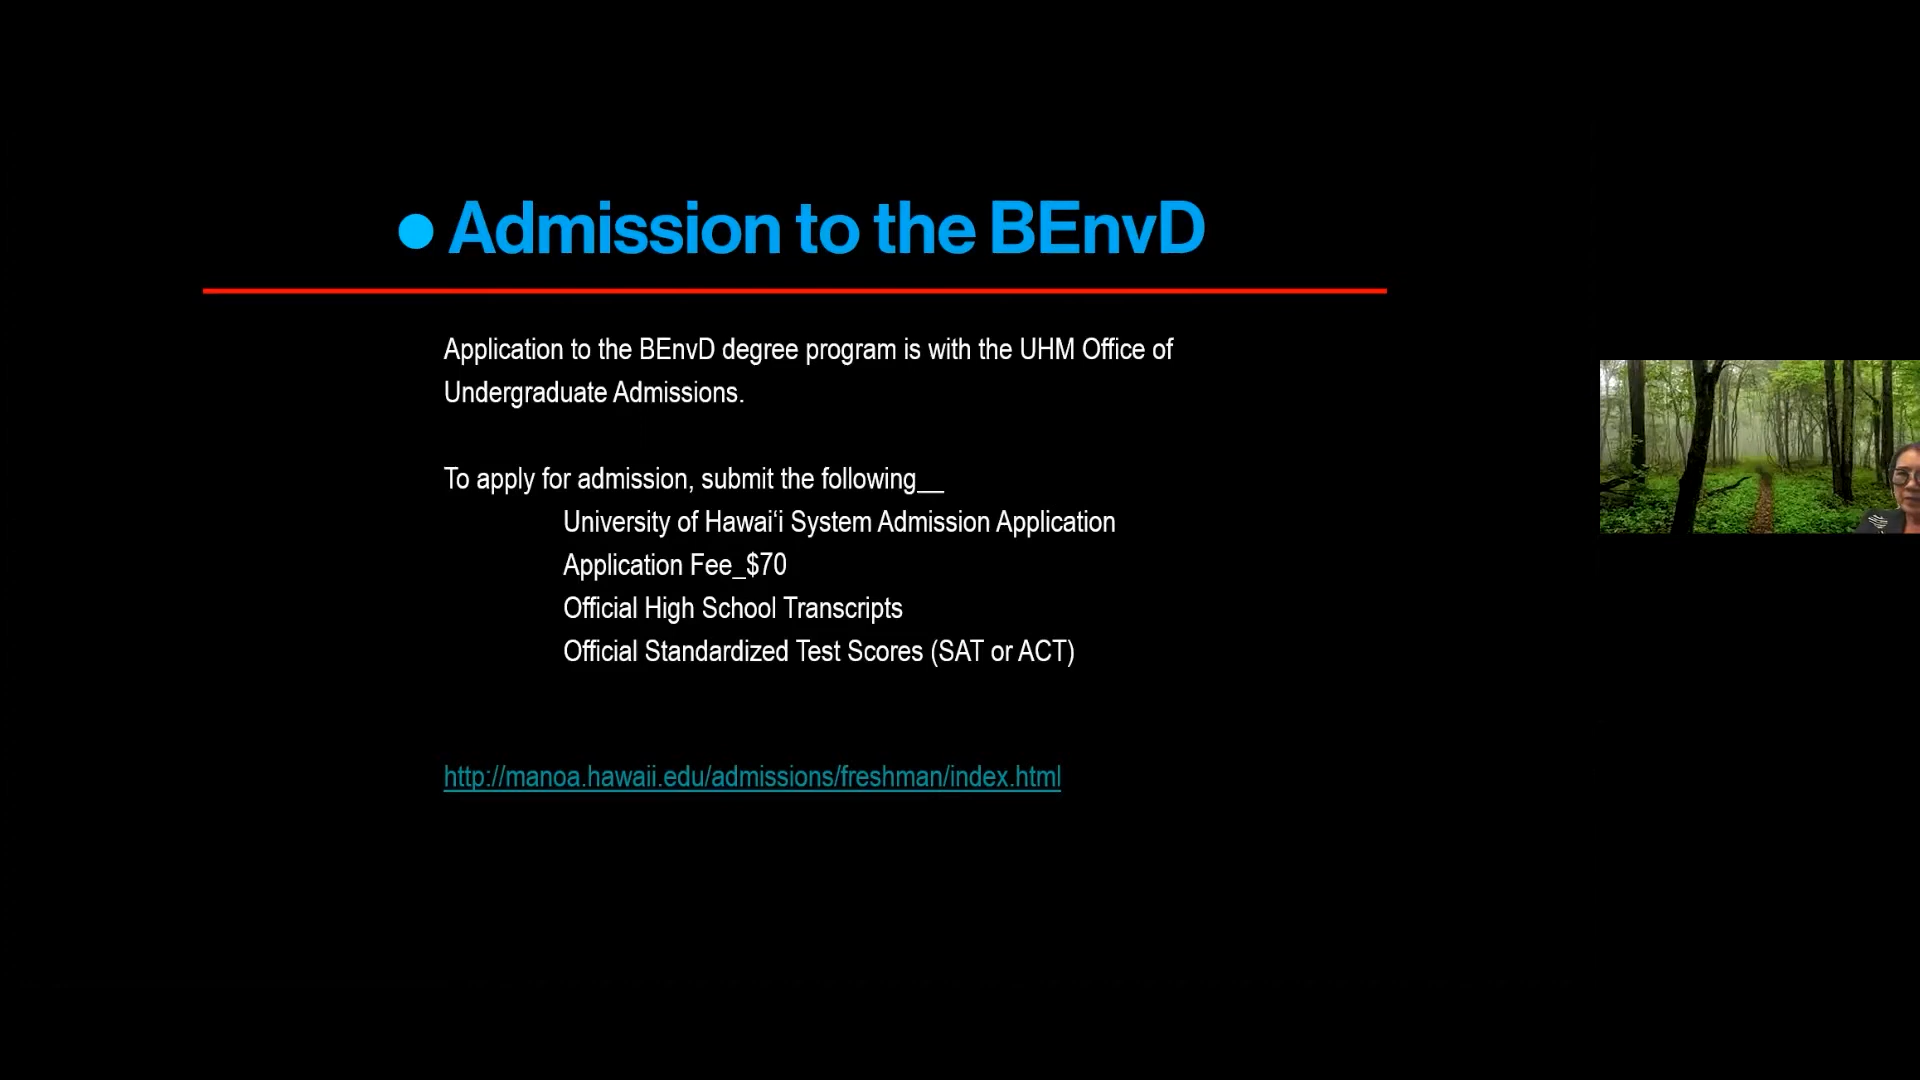 ● Admission to the BEnvD
Application to the BEnvD degree program is with the UHM Office of
Undergraduate Admissions.
To apply for admission, submit the following__
University of Hawaiʻi System Admission Application
Application Fee_$70
Official High School Transcripts
Official Standardized Test Scores (SAT or ACT)
http://manoa.hawaii.edu/admissions/freshman/index.html